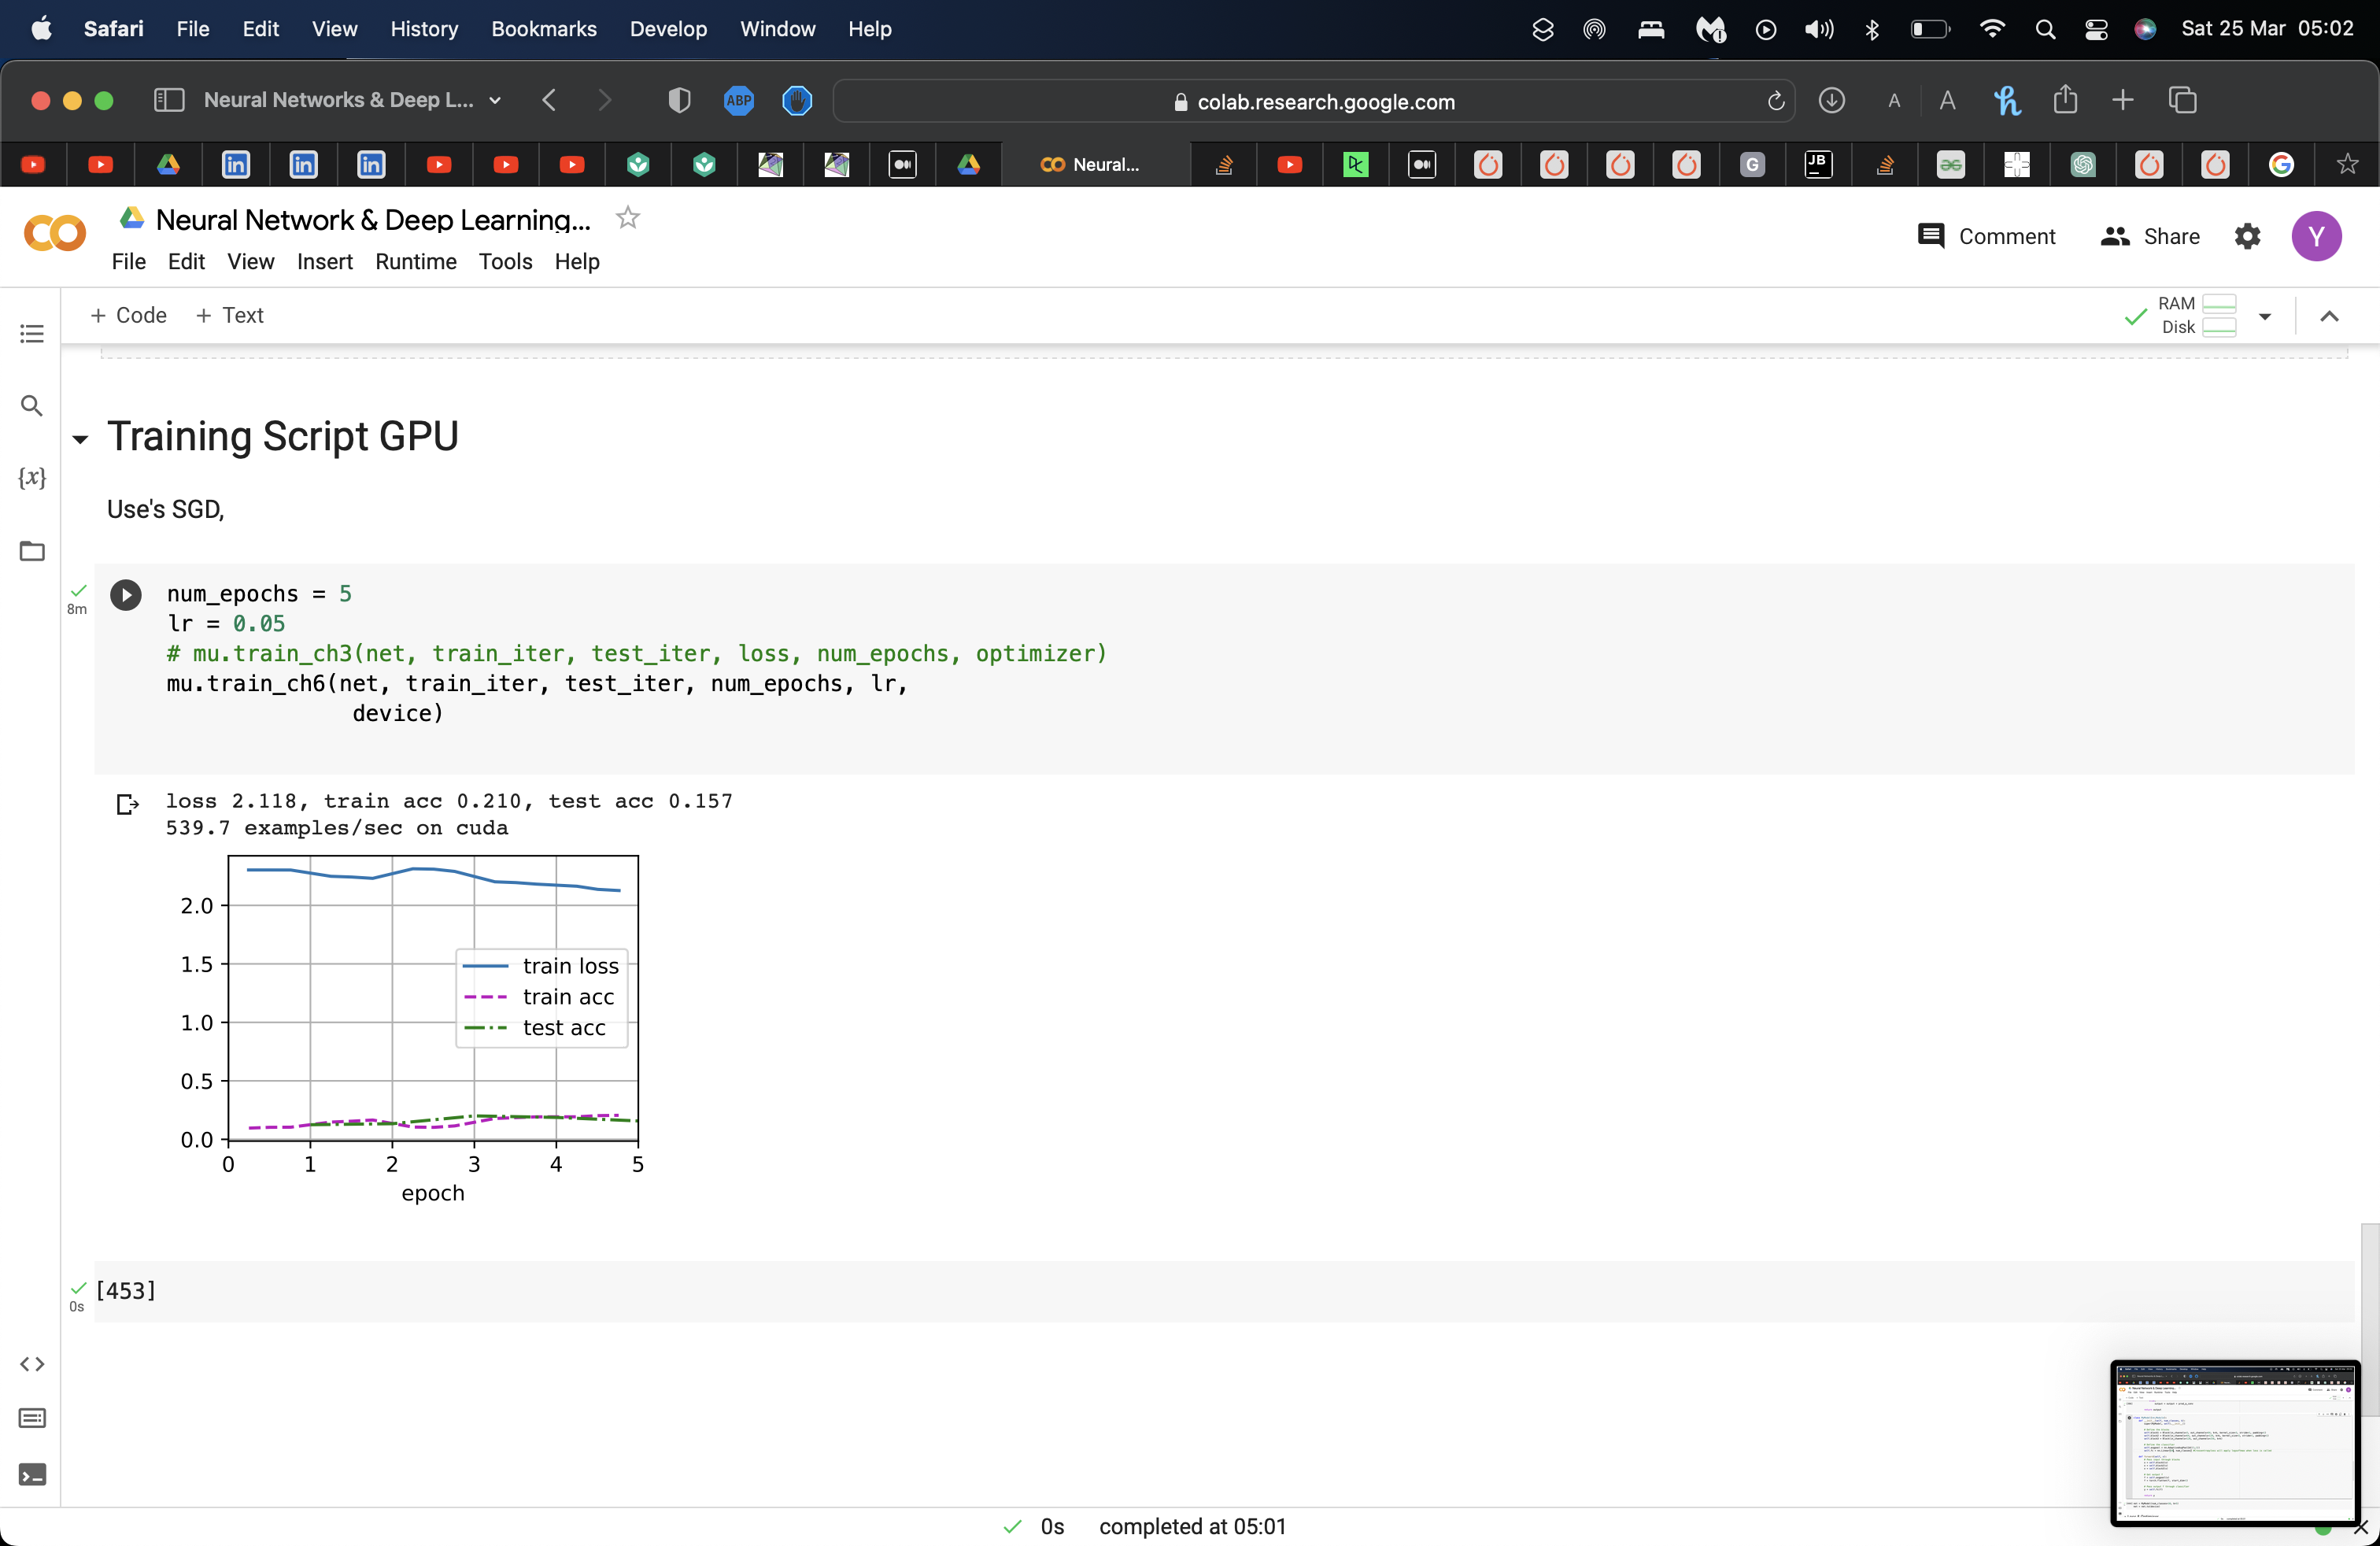 Safari File Edit View History Bookmarks Develop Window Help Sat 25 Mar 05:02
Neural Networks & Deep L... ABP colab.research.google.com A A
Neural... G JB
Neural Network & Deep Learning...
File Edit View Insert Runtime Tools Help
Comment Share Y
+ Code + Text
RAM
Disk
Training Script GPU
{x}
Use's SGD,
8m
num_epochs = 5
lr = 0.05
# mu.train_ch3(net, train_iter, test_iter, loss, num_epochs, optimizer)
mu.train_ch6(net, train_iter, test_iter, num_epochs, lr,
device)
loss 2.118, train acc 0.210, test acc 0.157
539.7 examples/sec on cuda
2.0
1.5
1.0
0.5
0.0
train loss
train acc
test acc
0 1 2 3 4 5
epoch
[453]
0s
0s completed at 05:01